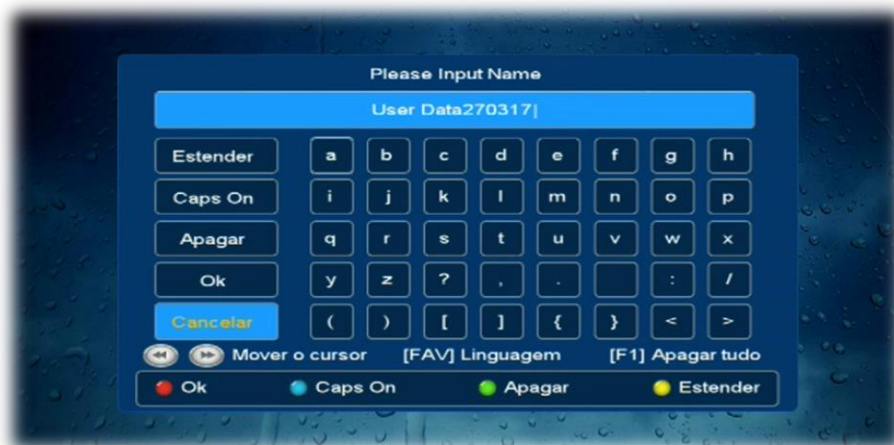 Please Input Name
User Data270317|
Estender a b c d e f g h
Caps On i j k l m n o p
Apagar q r s t u v w x
Ok y z ? , . : /
Cancelar ( ) [ ] { } < >
Mover o cursor [FAV] Linguagem [F1] Apagar tudo
Ok Caps On Apagar Estender